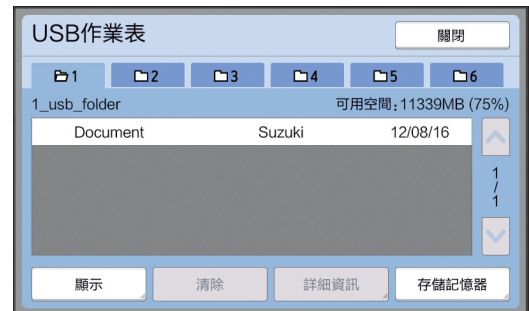 USB作業表
關閉
1 2 3 4 5 6
1_usb_folder 可用空間:11339MB (75%)
Document Suzuki 12/08/16
1
/
1
顯示 清除 詳細資訊 存儲記憶器